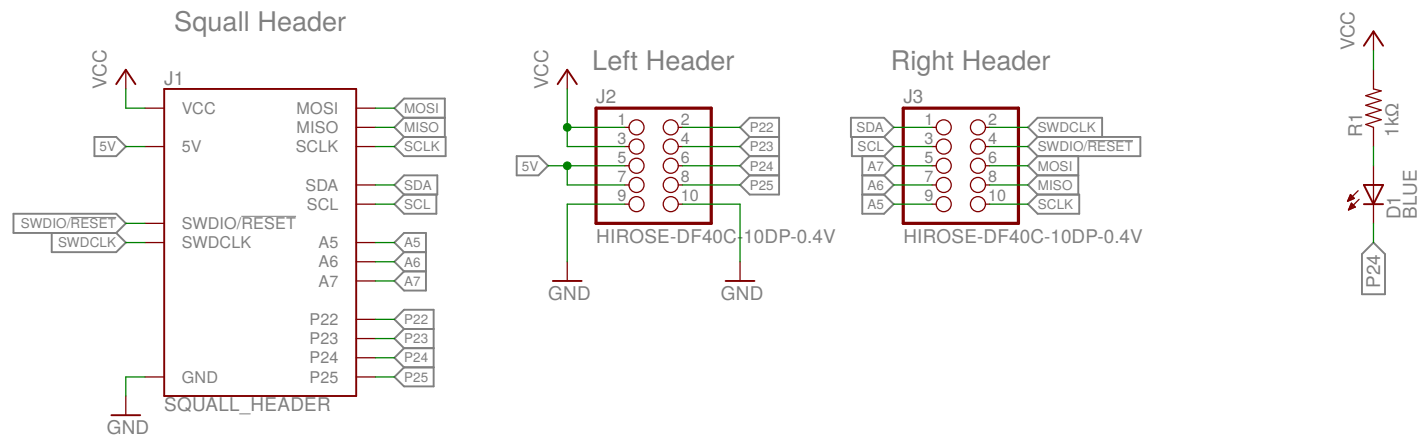 Squall Header
VCC
J1
VCC
5V
SWDIO/RESET
SWDCLK
GND
MOSI
MISO
SCLK
SDA
SCL
A5
A6
A7
P22
P23
P24
P25
5V
SWDIO/RESET
SWDCLK
MOSI
MISO
SCLK
SDA
SCL
A5
A6
A7
P22
P23
P24
P25
SQUALL_HEADER
GND
Left Header
VCC
J2
1 2
3 4
5 6
7 8
9 10
5V
P22
P23
P24
P25
HIROSE-DF40C-10DP-0.4V
GND
GND
Right Header
J3
SDA 1 2 SWDCLK
SCL 3 4 SWDIO/RESET
A7 5 6 MOSI
A6 7 8 MISO
A5 9 10 SCLK
HIROSE-DF40C-10DP-0.4V
VCC
R1
1kΩ
D1
BLUE
P24